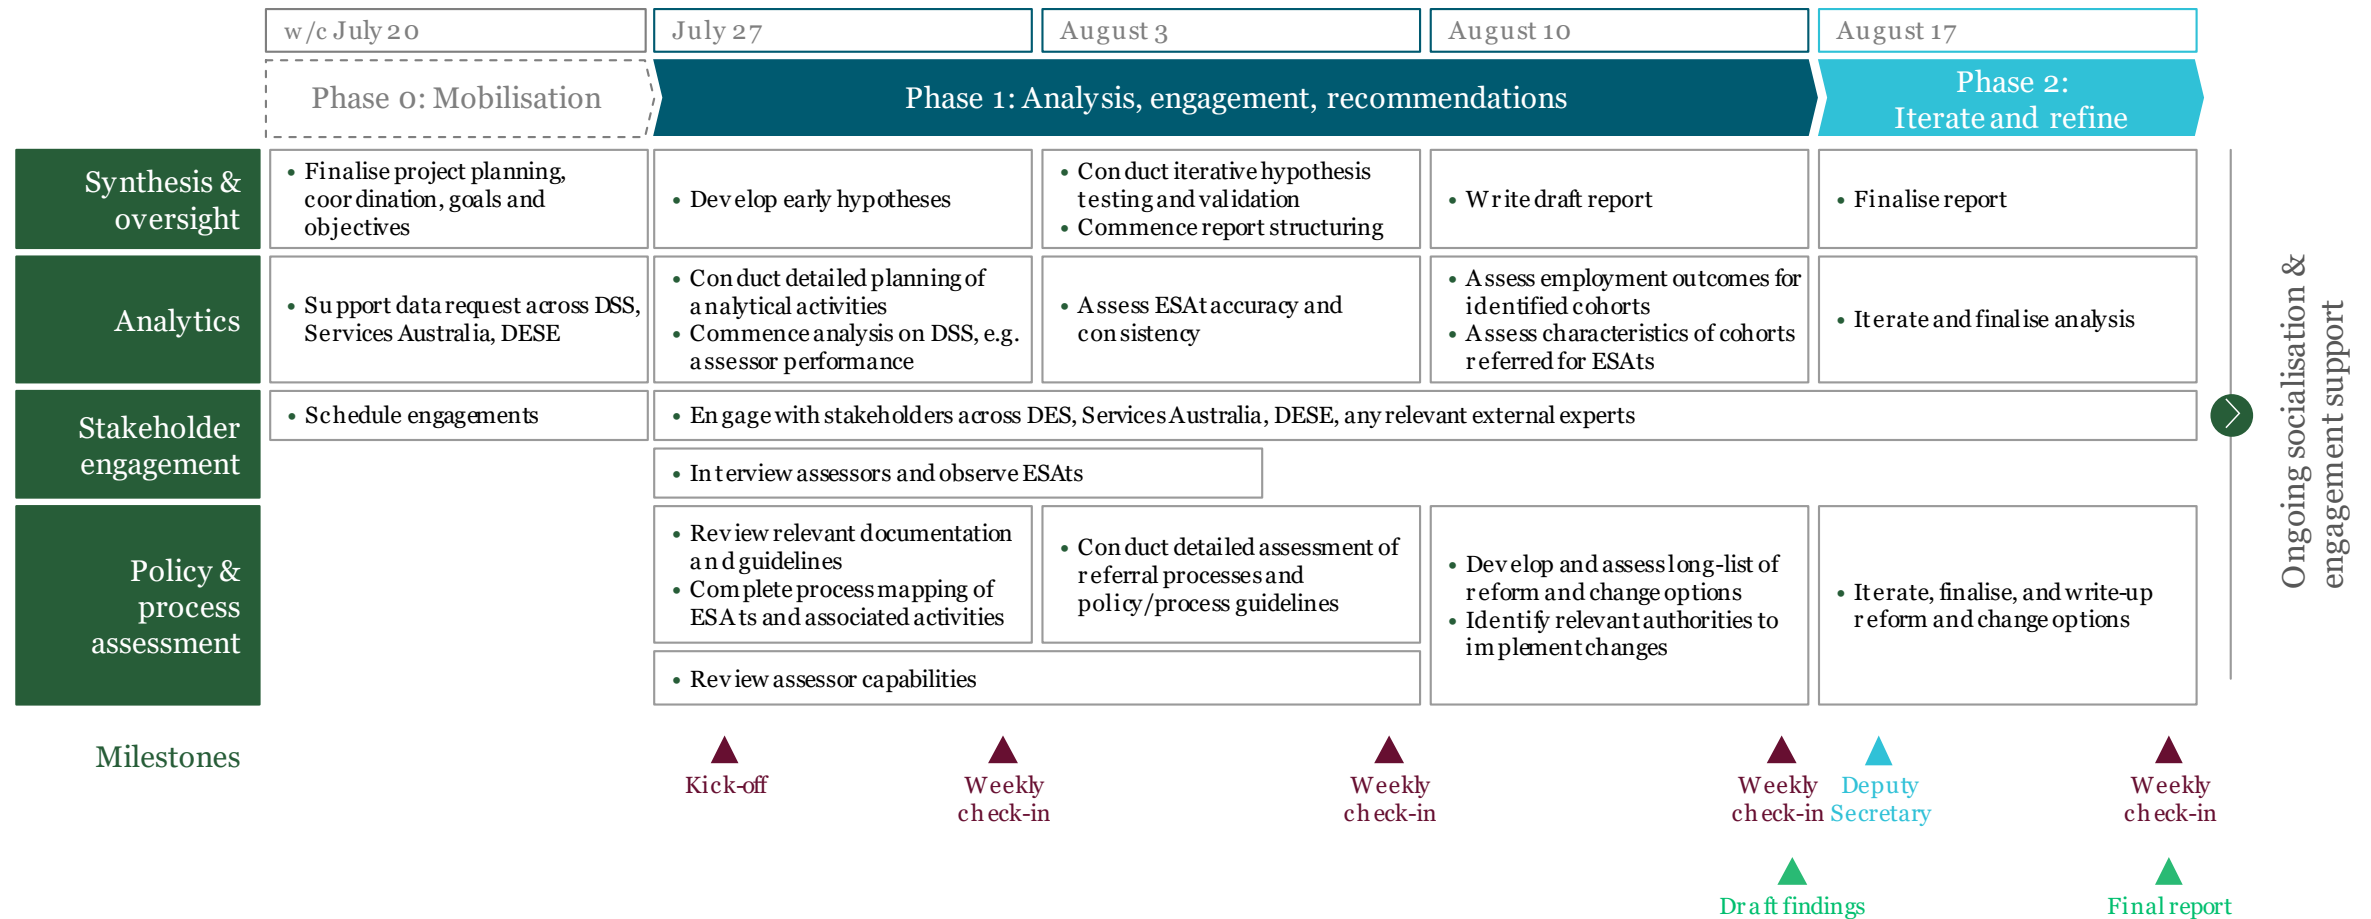 w/c July 20
July 27
August 3
August 10
August 17
Phase 0: Mobilisation
Phase 1: Analysis, engagement, recommendations
Phase 2:
Iterate and refine
Synthesis &
oversight
• Finalise project planning,
coordination, goals and
objectives
• Develop early hypotheses
• Conduct iterative hypothesis
testing and validation
• Commence report structuring
• Write draft report
• Finalise report
Analytics
• Support data request across DSS,
Services Australia, DESE
• Conduct detailed planning of
analytical activities
• Commence analysis on DSS, e.g.
assessor performance
• Assess ESAt accuracy and
consistency
• Assess employment outcomes for
identified cohorts
• Assess characteristics of cohorts
referred for ESAts
• Iterate and finalise analysis
Stakeholder
engagement
• Schedule engagements
• Engage with stakeholders across DES, Services Australia, DESE, any relevant external experts
• Interview assessors and observe ESAts
Policy &
process
assessment
• Review relevant documentation
and guidelines
• Complete process mapping of
ESAts and associated activities
• Conduct detailed assessment of
referral processes and
policy/process guidelines
• Review assessor capabilities
• Develop and assess long-list of
reform and change options
• Identify relevant authorities to
implement changes
• Iterate, finalise, and write-up
reform and change options
Ongoing socialisation &
engagement support
Milestones
Kick-off
Weekly
check-in
Weekly
check-in
Weekly
check-in
Deputy
Secretary
Weekly
check-in
Draft findings
Final report